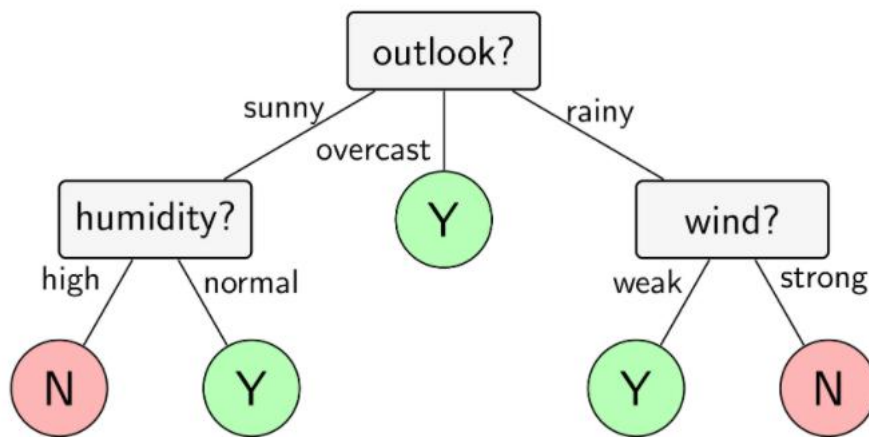 outlook?
sunny
overcast
rainy
humidity?
Y
wind?
high
normal
weak
strong
N
Y
Y
N